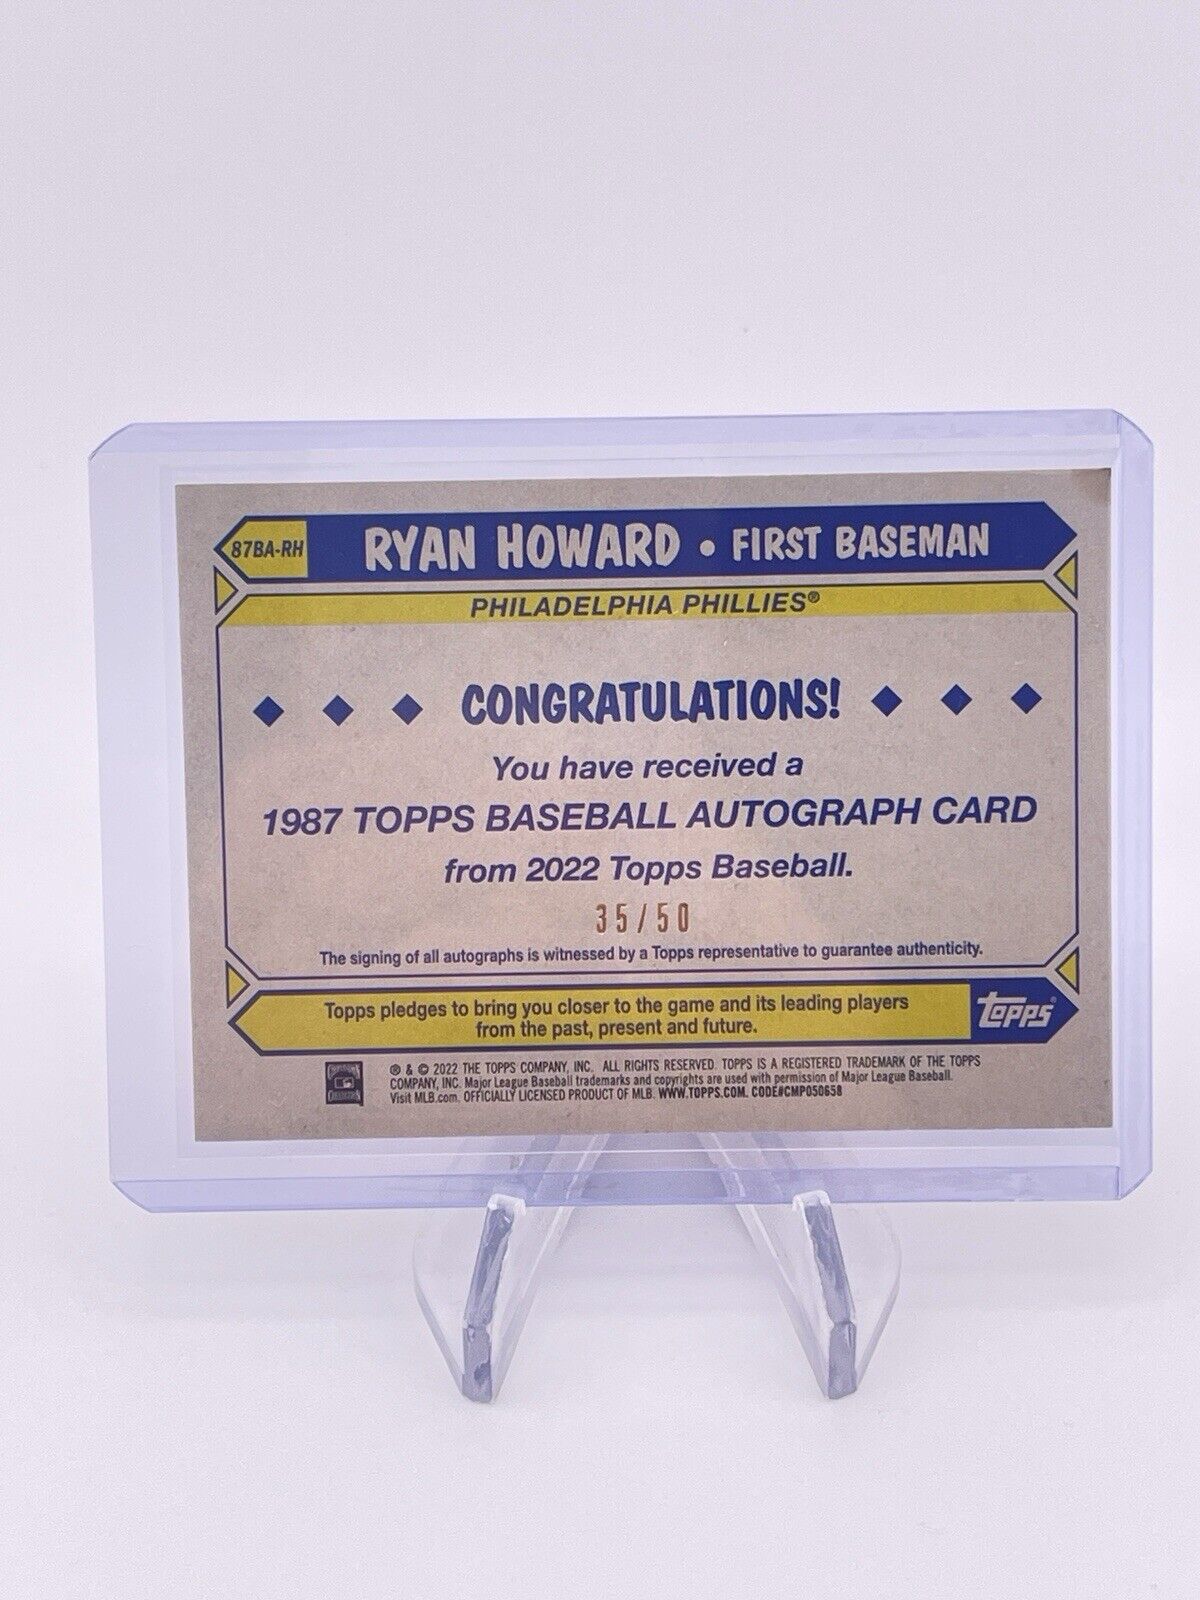 87BA-RH
RYAN HOWARD • FIRST BASEMAN
PHILADELPHIA PHILLIES®
CONGRATULATIONS!
You have received a
1987 TOPPS BASEBALL AUTOGRAPH CARD
from 2022 Topps Baseball.
35/50
The signing of all autographs is witnessed by a Topps representative to guarantee authenticity.
Topps pledges to bring you closer to the game and its leading players
from the past, present and future.
Topps®
® & © 2022 THE TOPPS COMPANY, INC. ALL RIGHTS RESERVED. TOPPS IS A REGISTERED TRADEMARK OF THE TOPPS
COMPANY, INC. Major League Baseball trademarks and copyrights are used with permission of Major League Baseball.
Visit MLB.com. OFFICIALLY LICENSED PRODUCT OF MLB. WWW.TOPPS.COM. CODE#CMP050658